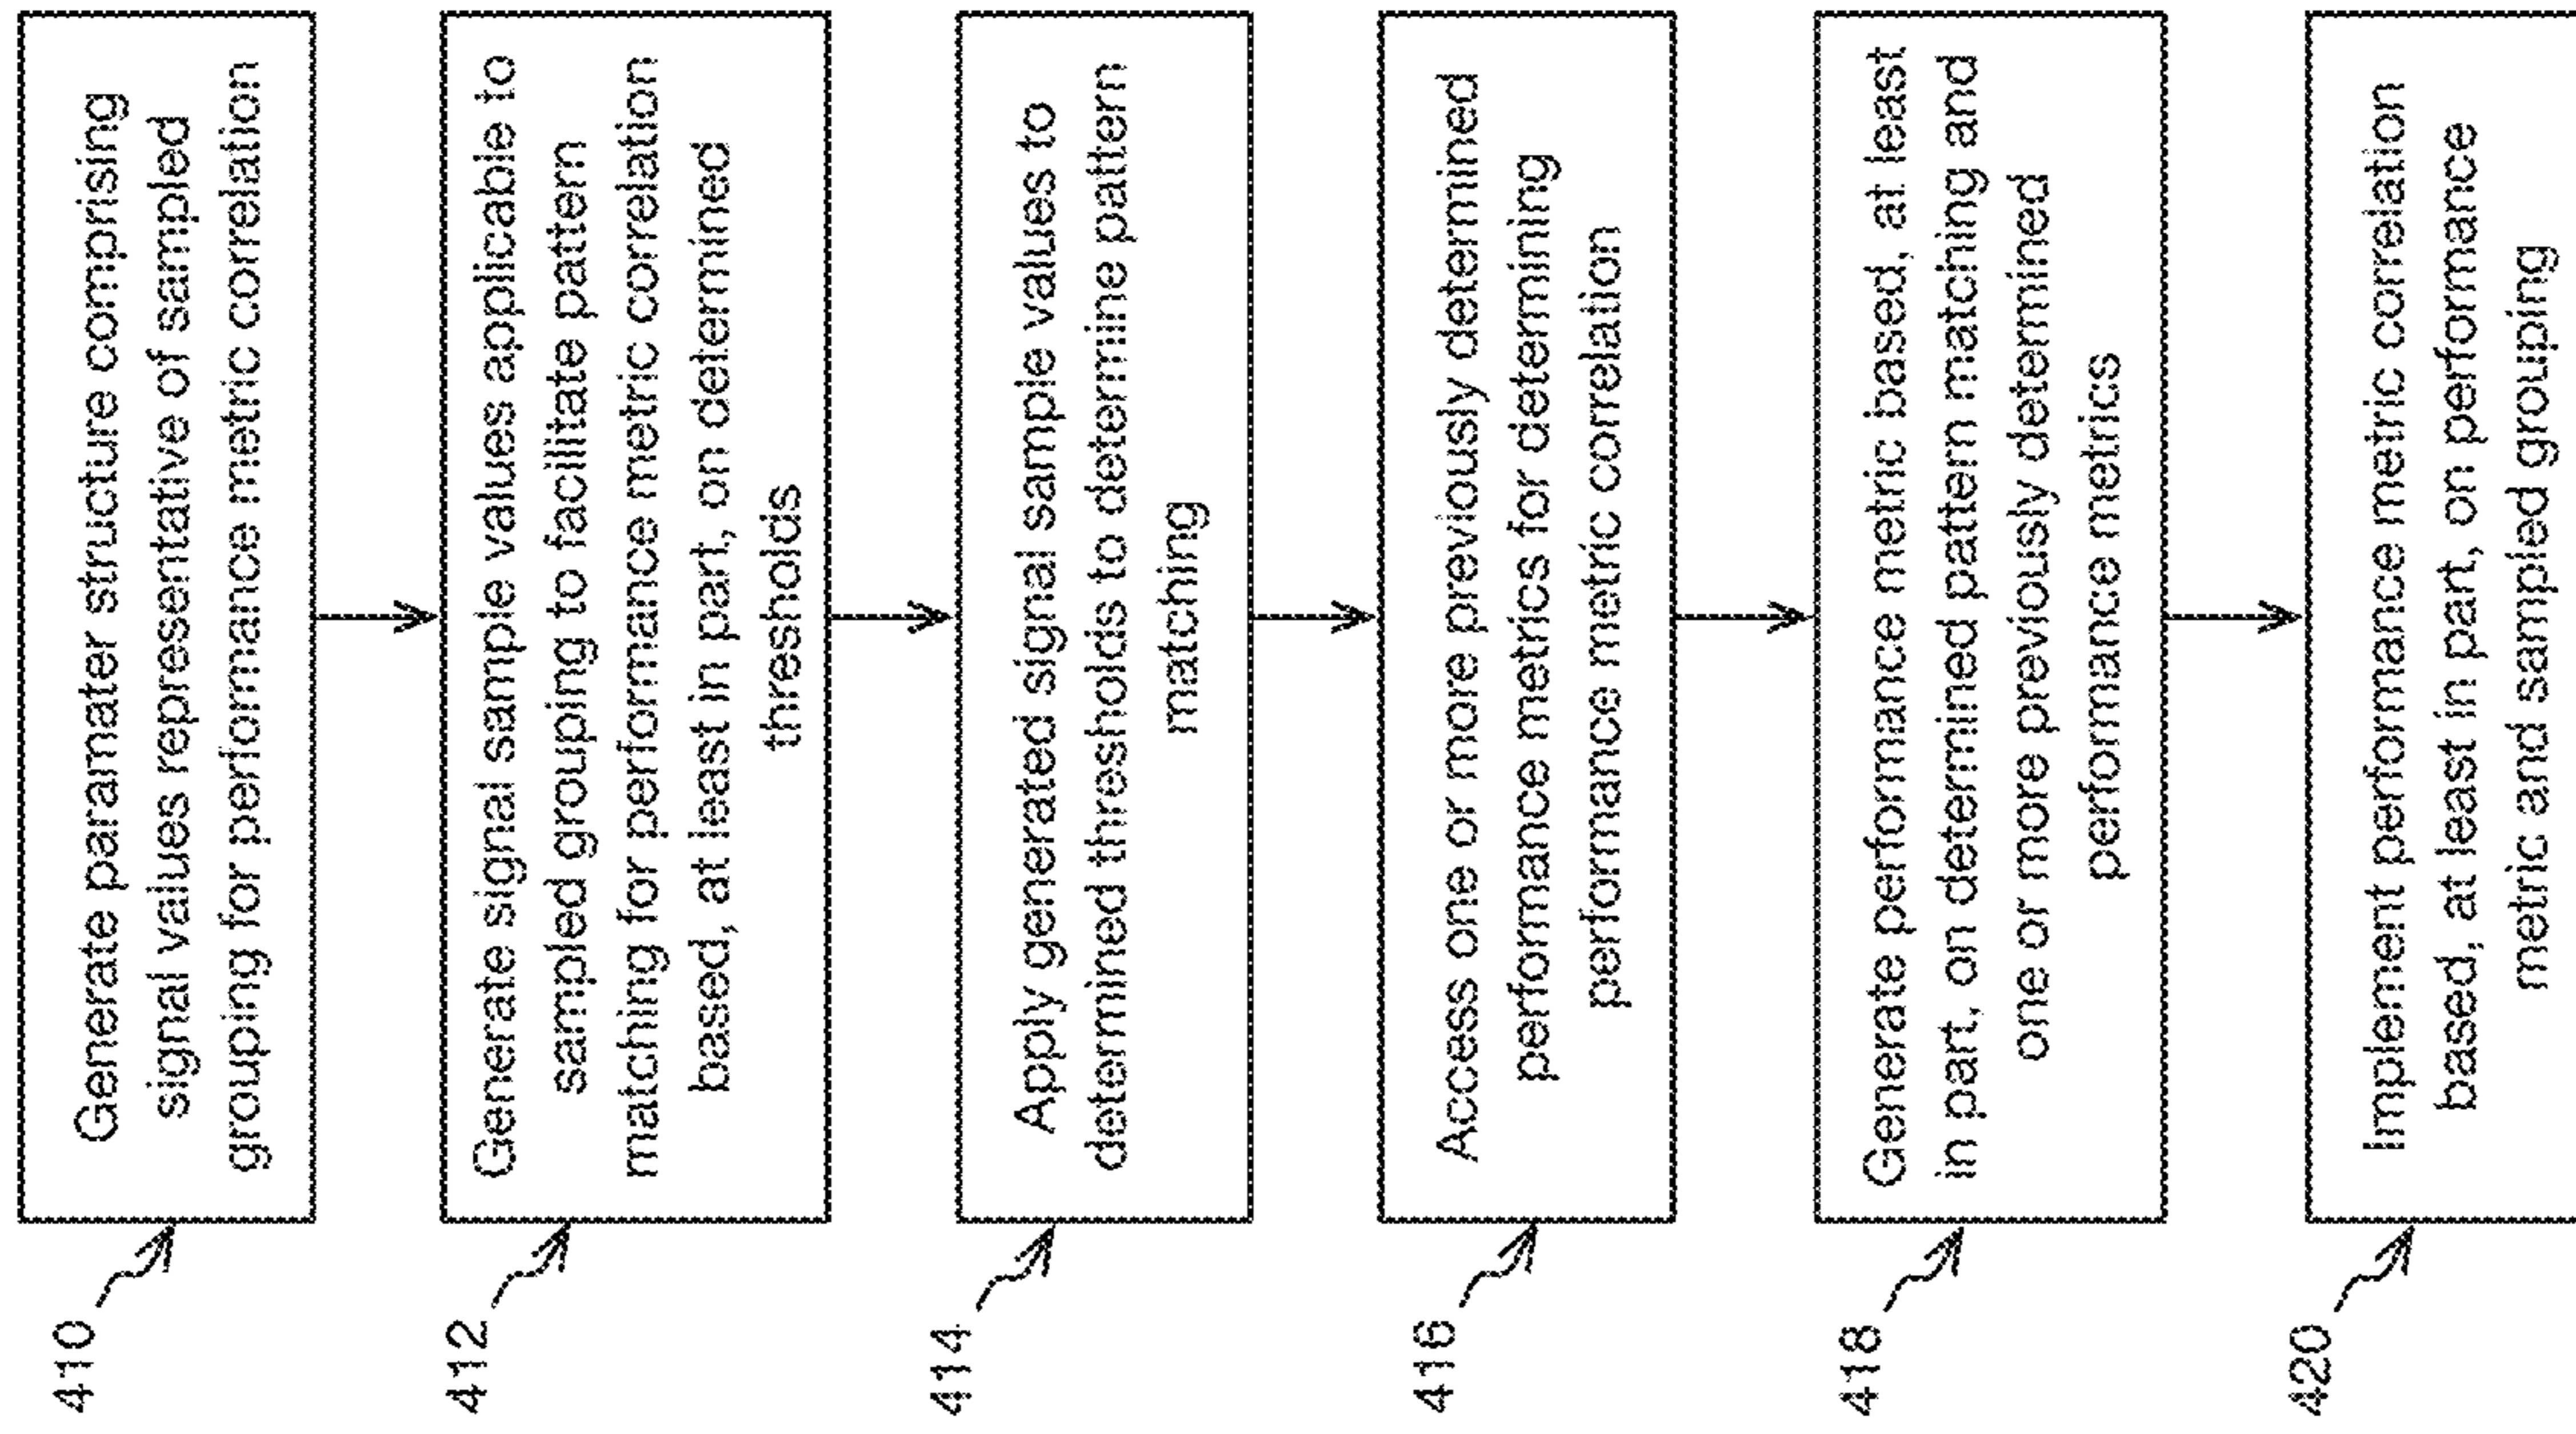 410
Generate paramater structure comprising
signal values representative of sampled
grouping for performance metric correlation
412
Generate signal sample values applicable to
sampled grouping to facilitate pattern
matching for performance metric correlation
based, at least in part, on determined
thresholds
414
Apply generated signal sample values to
determined thresholds to determine pattern
matching
416
Access one or more previously determined
performance metrics for determining
performance metric correlation
418
Generate performance metric based, at least
in part, on determined pattern matching and
one or more previously determined
performance metrics
420
Implement performance metric correlation
based, at least in part, on performance
metric and sampled grouping